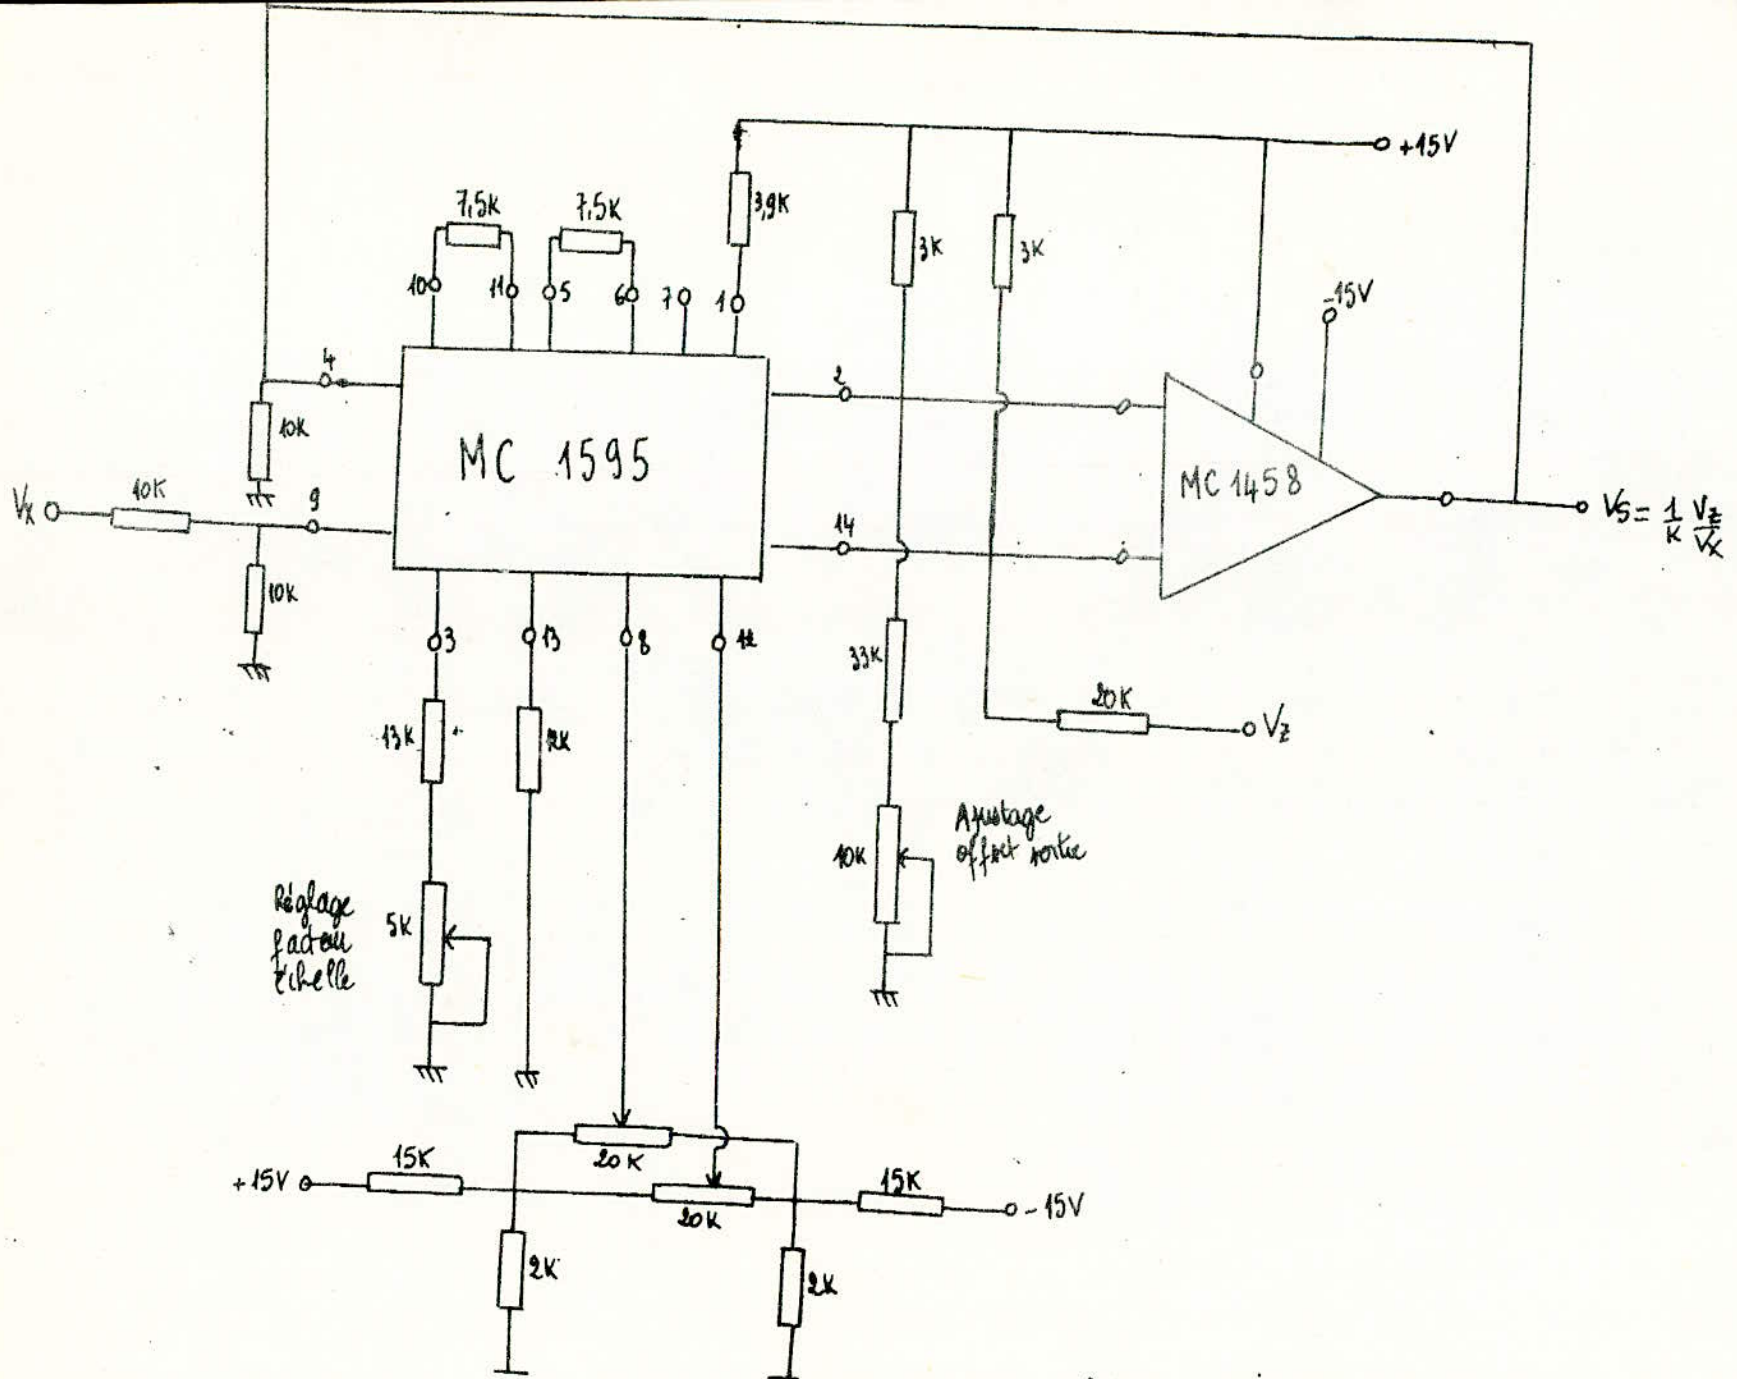 +15V
7,5K
7,5K
3,9K
3K
3K
10
11
5
6
7
1
-15V
4
2
10K
MC 1595
MC 1458
VX
10K
9
14
VS = 1/K VZ/VX
10K
3
13
8
12
33K
20K
VZ
13K
12K
Ajustage
offset sortie
10K
Réglage
facteur
échelle
5K
20K
+15V
15K
20K
15K
-15V
2K
2K